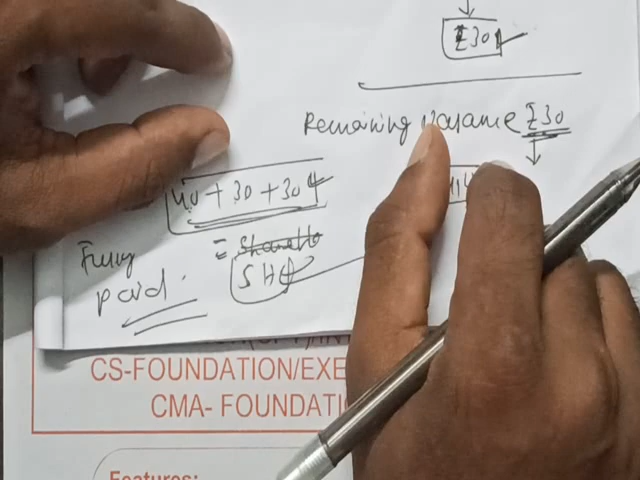 ₹30
Remaining Balance ₹30
40 + 30 + 30
= 
SH
Fully
paid.
CS-FOUNDATION/EXE
CMA- FOUNDATI
Features: